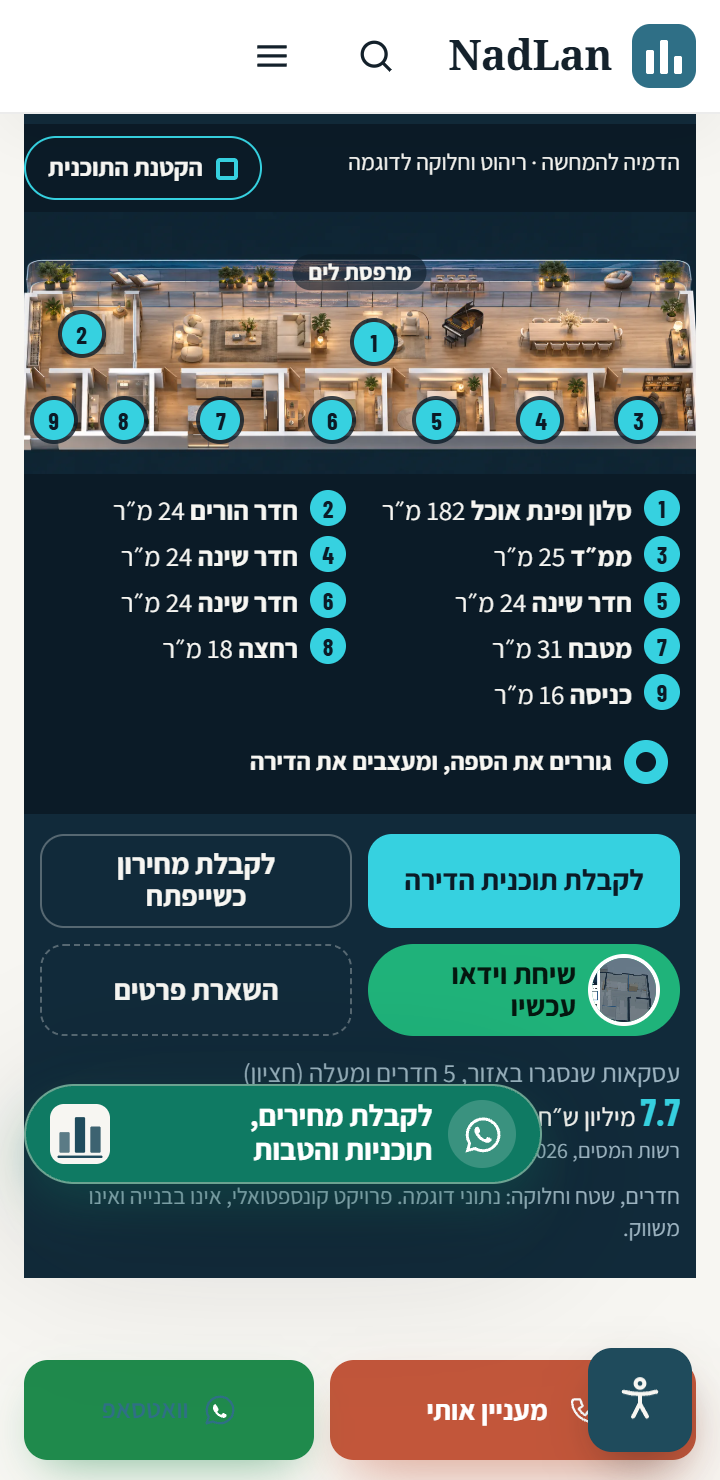 NadLan
הדמיה להמחשה · ריהוט וחלוקה לדוגמה
הקטנת התוכנית
מרפסת לים
2
1
9
8
7
6
5
4
3
1 סלון ופינת אוכל 182 מ״ר
2 חדר הורים 24 מ״ר
3 ממ״ד 25 מ״ר
4 חדר שינה 24 מ״ר
5 חדר שינה 24 מ״ר
6 חדר שינה 24 מ״ר
7 מטבח 31 מ״ר
8 רחצה 18 מ״ר
9 כניסה 16 מ״ר
גוררים את הספה, ומעצבים את הדירה
לקבלת תוכנית הדירה
לקבלת מחירון
כשייפתח
שיחת וידאו
עכשיו
השארת פרטים
עסקאות שנסגרו באזור, 5 חדרים ומעלה (חציון)
7.7 מיליון ש״ח
רשות המסים,
לקבלת מחירים,
תוכניות והטבות
חדרים, שטח וחלוקה: נתוני דוגמה. פרויקט קונספטואלי, אינו בבנייה ואינו
משווק.
מעניין אותי
וואטסאפ